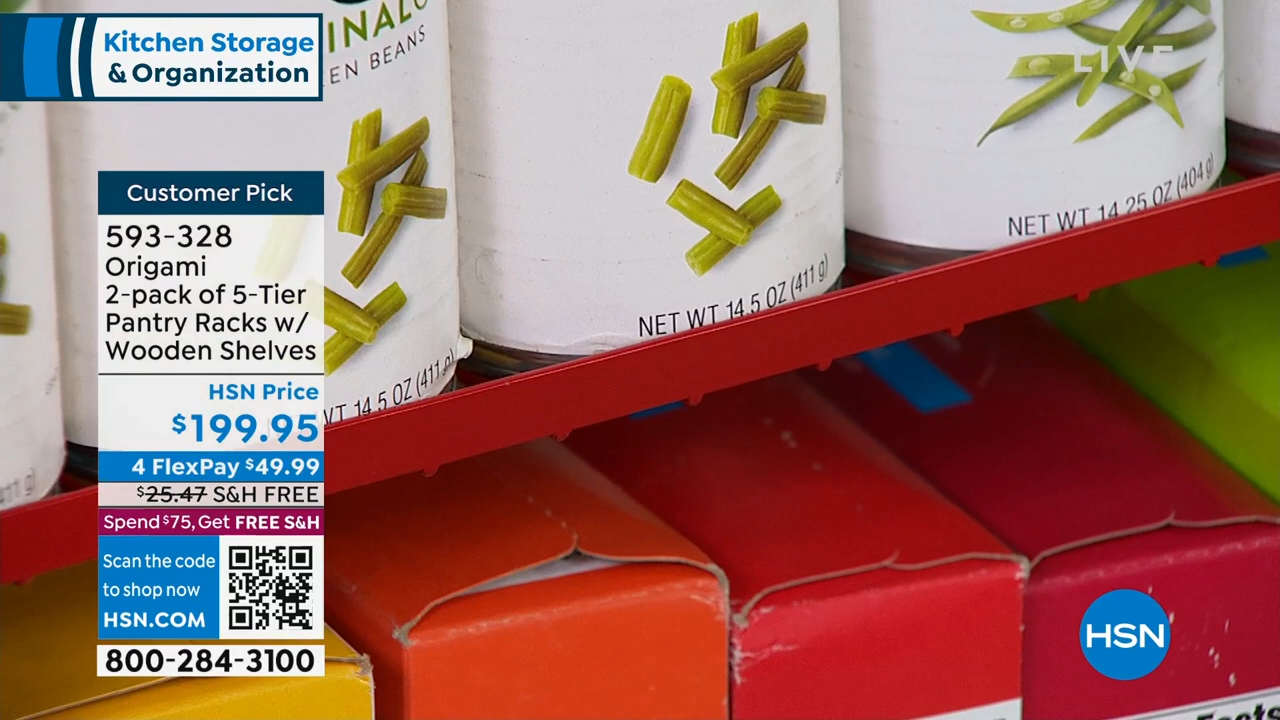 Kitchen Storage
& Organization
Customer Pick
593-328
Origami
2-pack of 5-Tier
Pantry Racks w/
Wooden Shelves
HSN Price
$199.95
4 FlexPay $49.99
$25.47 S&H FREE
Spend $75, Get FREE S&H
Scan the code
to shop now
HSN.COM
800-284-3100
INAL
EN BEANS
WT 14.5 OZ (411 g)
NET WT 14.5 OZ (411 g)
NET WT 14.25 OZ (404 g)
LIVE
HSN